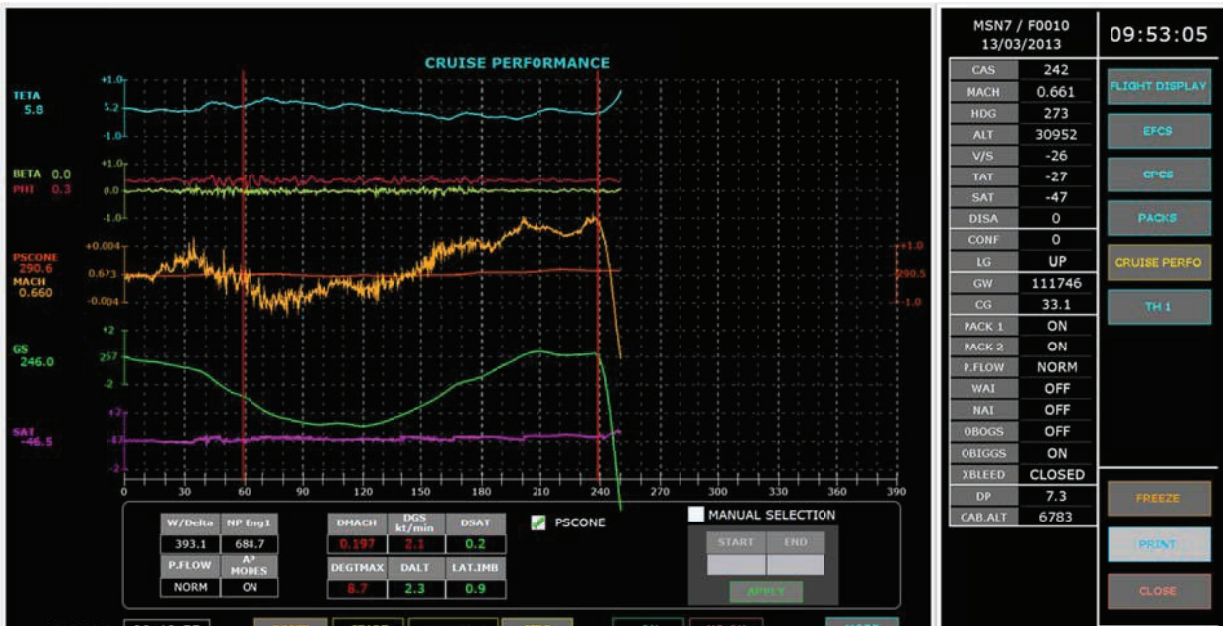 CRUISE PERFORMANCE
TETA
5.8
+1.0
5.2
-1.0
BETA 0.0
PHI 0.3
+1.0
0.0
-1.0
PSCONE
290.6
MACH
0.660
+0.004
0.673
-0.004
+1.0
290.5
-1.0
GS
246.0
+2
257
-2
SAT
-46.5
+2
-2
0 30 60 90 120 150 180 210 240 270 300 330 360 390
W/Delta NP Eng1
393.1 681.7
P.FLOW AP MODES
NORM ON
DMACH DGS kt/min DSAT
0.197 2.1 0.2
DEGTMAX DALT LAT.IMB
8.7 2.3 0.9
PSCONE
MANUAL SELECTION
START END
APPLY
MSN7 / F0010
13/03/2013
CAS 242
MACH 0.661
HDG 273
ALT 30952
V/S -26
TAT -27
SAT -47
DISA 0
CONF 0
LG UP
GW 111746
CG 33.1
PACK 1 ON
PACK 2 ON
P.FLOW NORM
WAI OFF
NAI OFF
OBOGS OFF
OBIGGS ON
XBLEED CLOSED
DP 7.3
CAB.ALT 6783
09:53:05
FLIGHT DISPLAY
EFCS
CPCS
PACKS
CRUISE PERFO
TH 1
FREEZE
PRINT
CLOSE